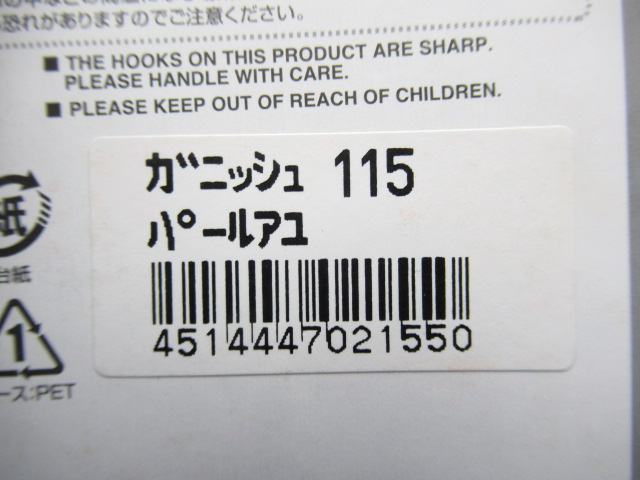 恐れがありますのでご注意ください。
■ THE HOOKS ON THIS PRODUCT ARE SHARP.
PLEASE HANDLE WITH CARE.
■ PLEASE KEEP OUT OF REACH OF CHILDREN.
ガニッシュ 115
パールアユ
4514447021550
紙
台紙
1
ース:PET